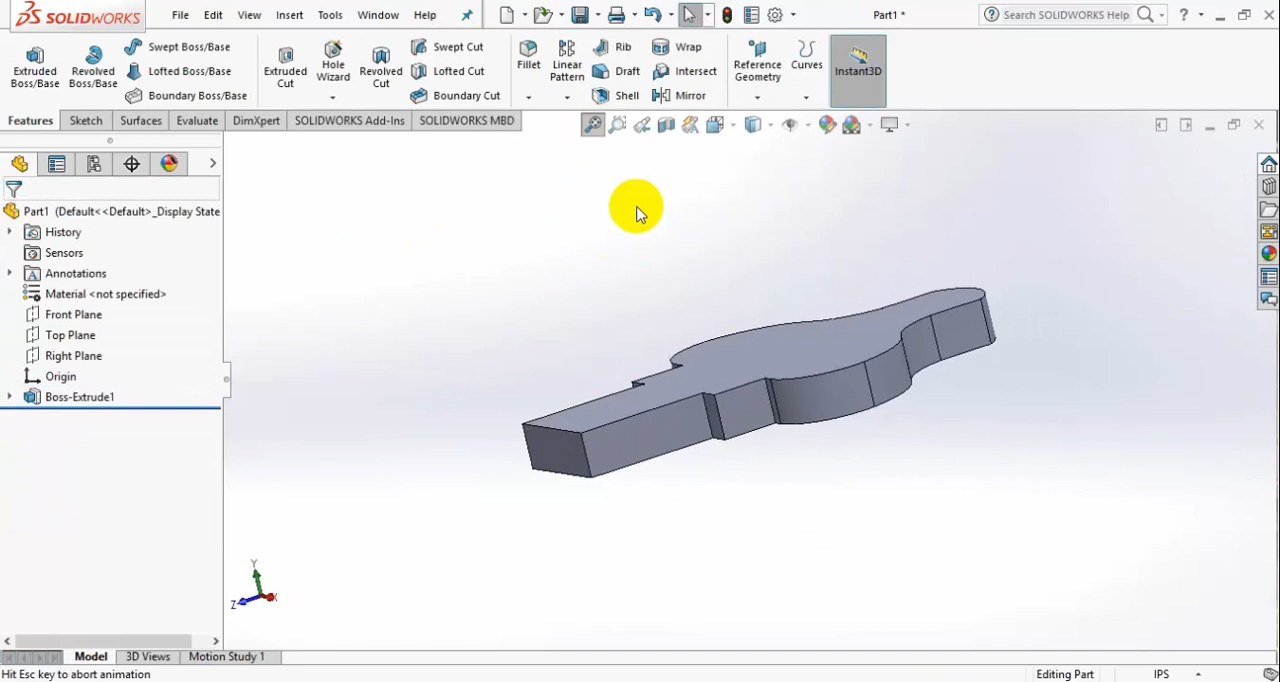 SOLIDWORKS File Edit View Insert Tools Window Help Part1 * Search SOLIDWORKS Help ?
Extruded Boss/Base
Revolved Boss/Base
Swept Boss/Base
Lofted Boss/Base
Boundary Boss/Base
Extruded Cut
Hole Wizard
Revolved Cut
Swept Cut
Lofted Cut
Boundary Cut
Fillet
Linear Pattern
Rib
Draft
Shell
Wrap
Intersect
Mirror
Reference Geometry
Curves
Instant3D
Features Sketch Surfaces Evaluate DimXpert SOLIDWORKS Add-Ins SOLIDWORKS MBD
Part1 (Default<<Default>_Display State
History
Sensors
Annotations
Material <not specified>
Front Plane
Top Plane
Right Plane
Origin
Boss-Extrude1
Y
Z X
Model 3D Views Motion Study 1
Hit Esc key to abort animation Editing Part IPS